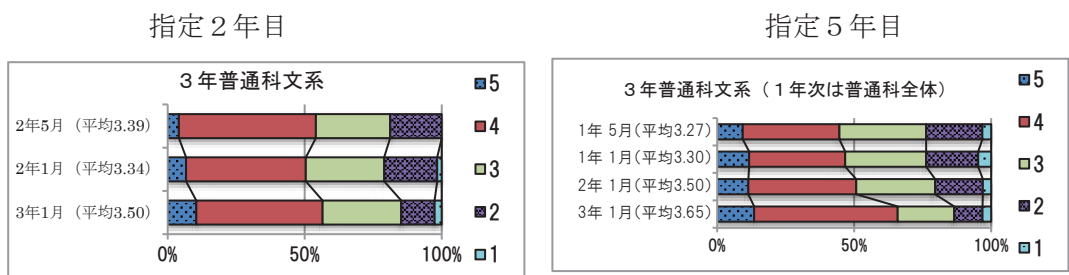 指定２年目
３年普通科文系
2年5月（平均3.39）
2年1月（平均3.34）
3年1月（平均3.50）
0%
50%
100%
5
4
3
2
1
指定５年目
３年普通科文系（１年次は普通科全体）
1年 5月(平均3.27)
1年 1月(平均3.30)
2年 1月(平均3.50)
3年 1月(平均3.65)
0%
50%
100%
5
4
3
2
1